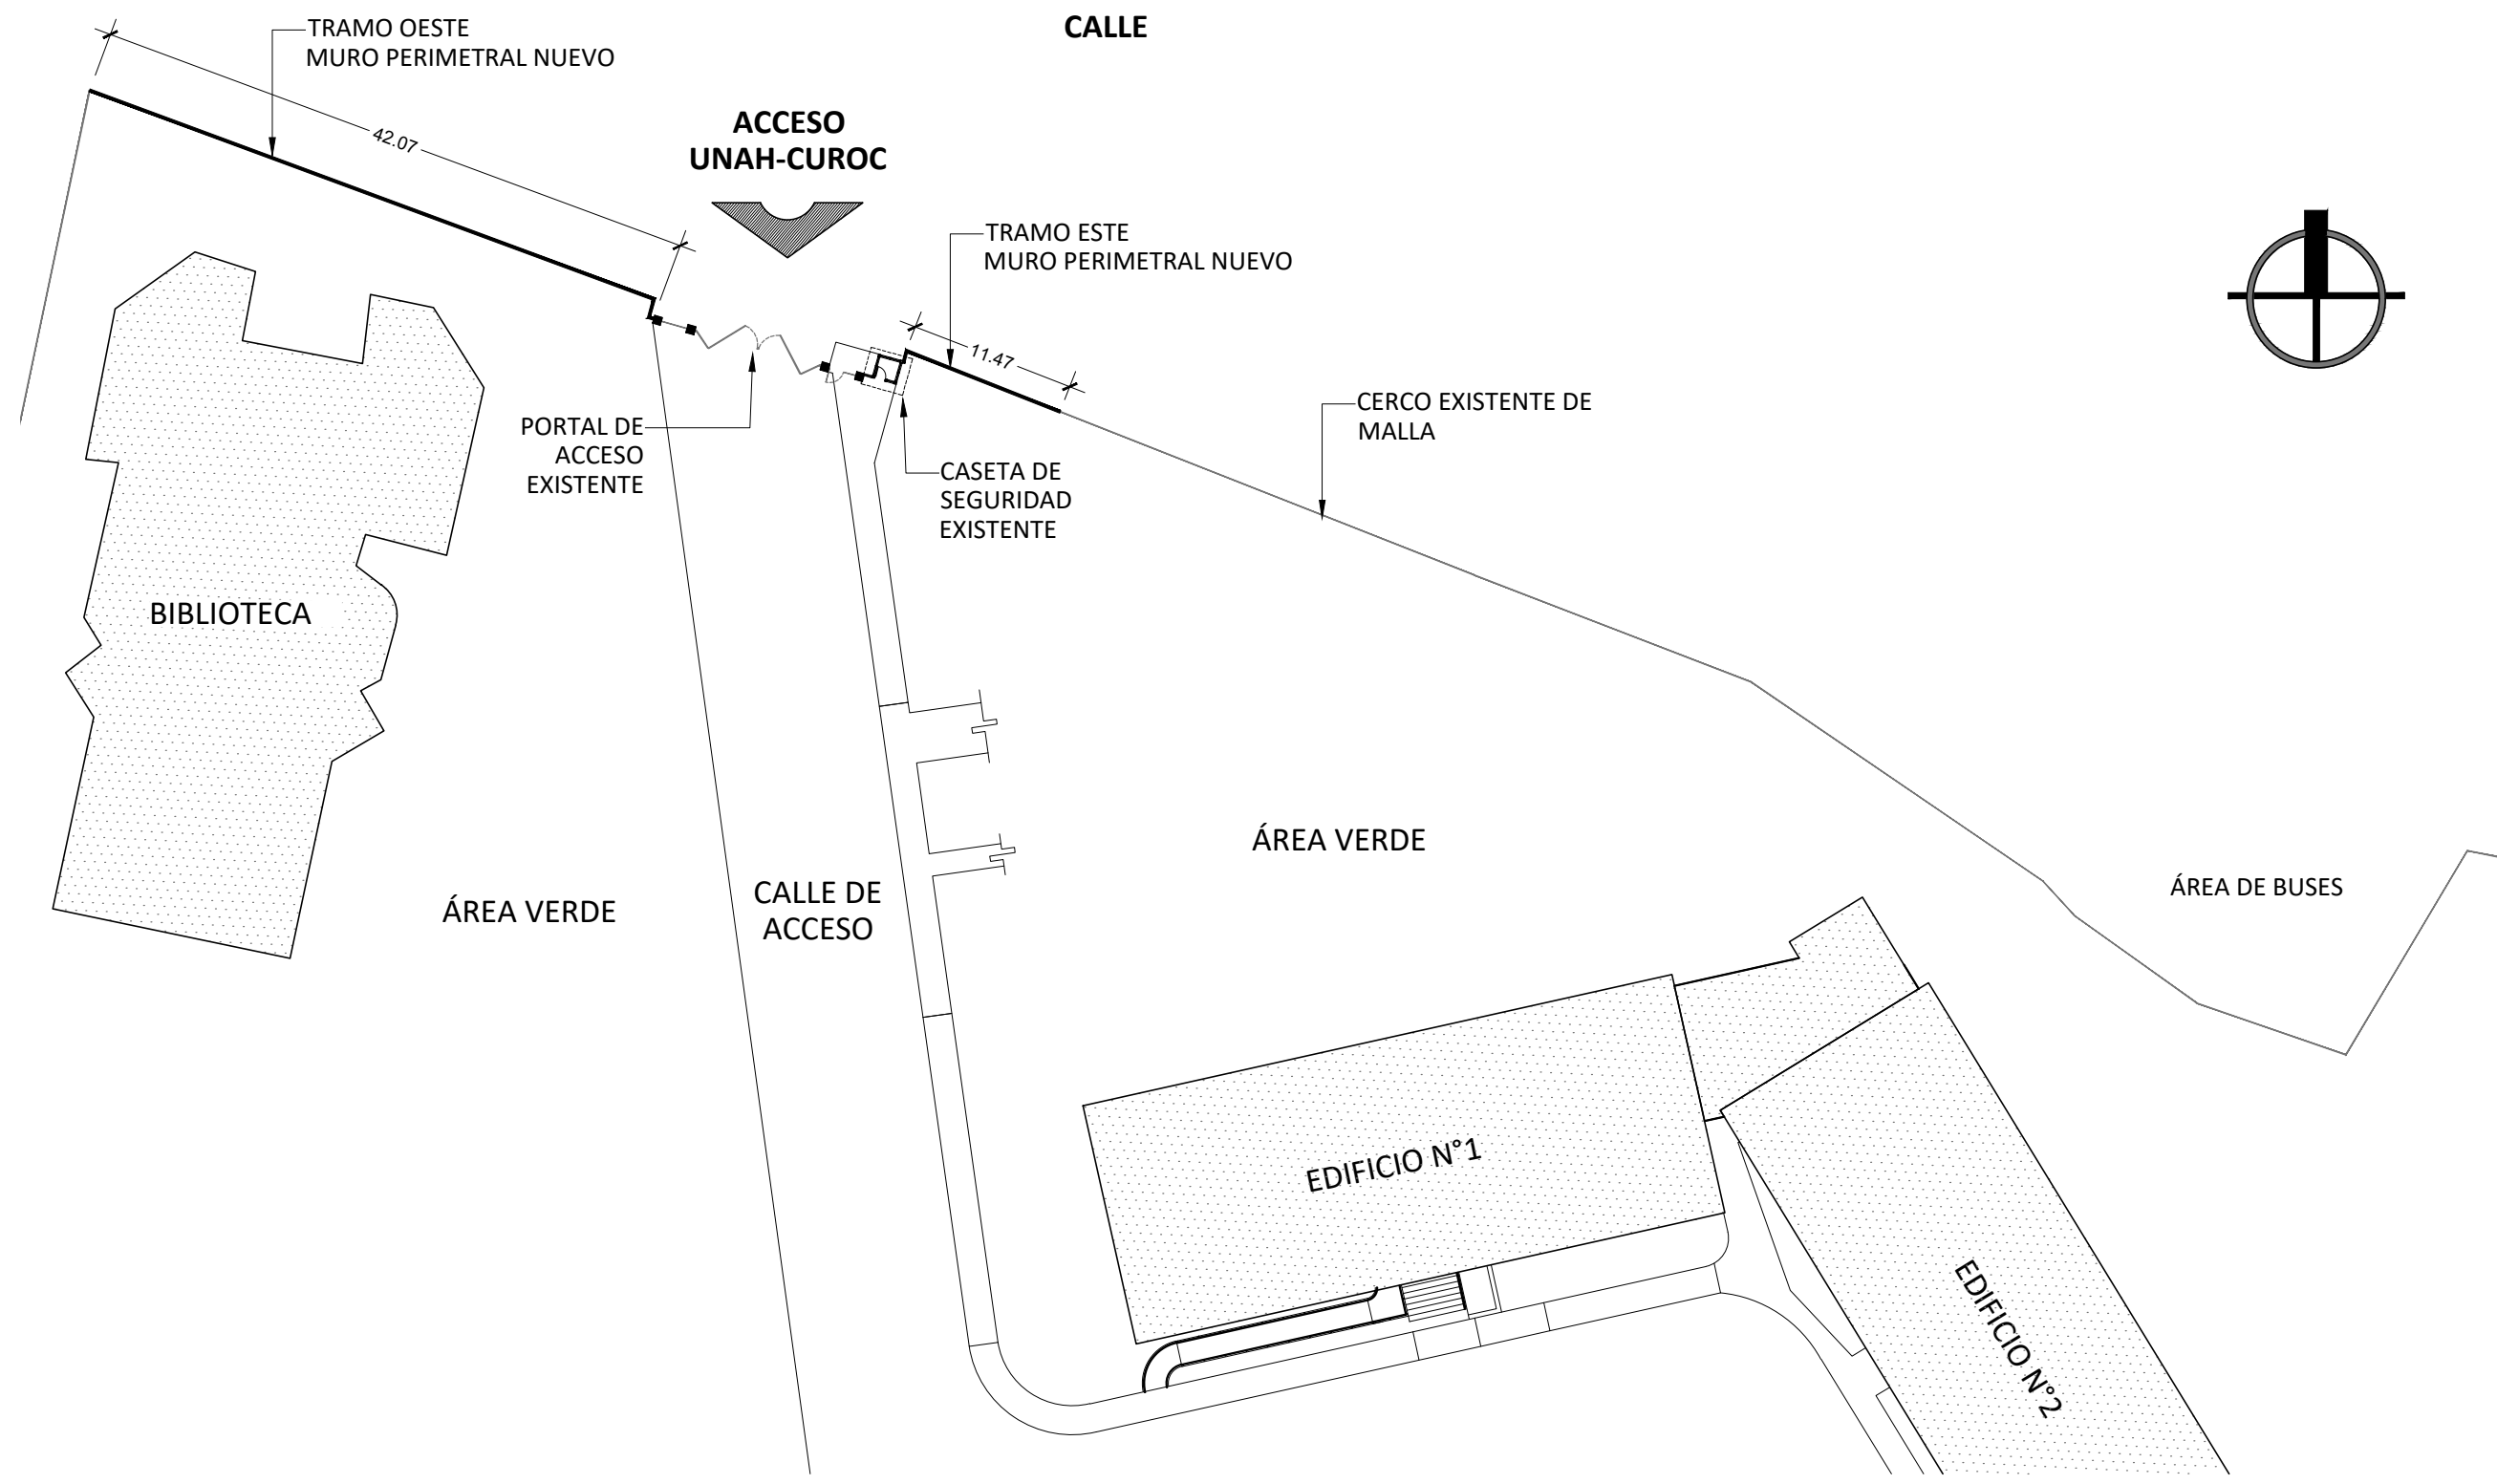 CALLE
TRAMO OESTE
MURO PERIMETRAL NUEVO
42.07
ACCESO
UNAH-CUROC
TRAMO ESTE
MURO PERIMETRAL NUEVO
11.47
PORTAL DE
ACCESO
EXISTENTE
CASETA DE
SEGURIDAD
EXISTENTE
CERCO EXISTENTE DE
MALLA
BIBLIOTECA
ÁREA VERDE
CALLE DE
ACCESO
ÁREA VERDE
ÁREA DE BUSES
EDIFICIO N°1
EDIFICIO N°2